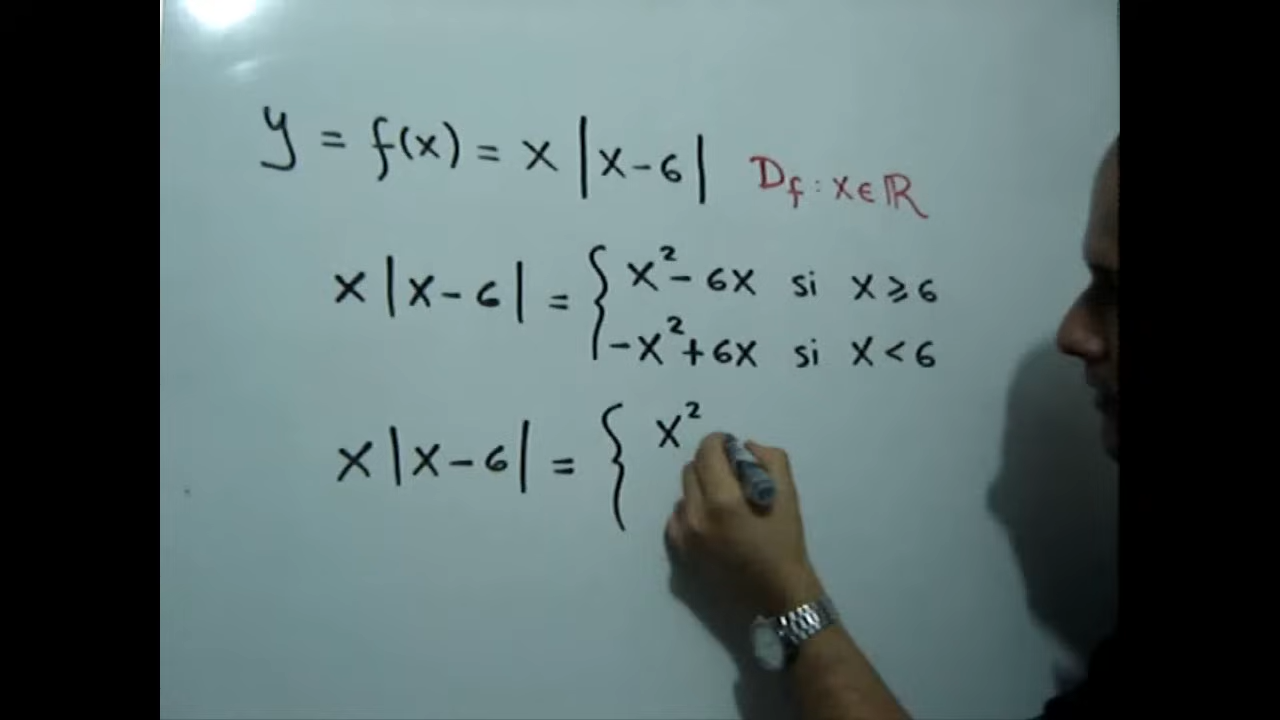 y = f(x) = x |x-6| Df : x∈ℝ
x |x-6| = { x²-6x si x⩾6
-x²+6x si x<6
x |x-6| = { x²